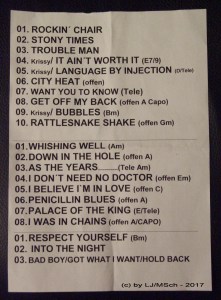 01. ROCKIN´ CHAIR
02. STONY TIMES
03. TROUBLE MAN
04. Krissy/ IT AIN´T WORTH IT (E7/9)
05. Krissy/ LANGUAGE BY INJECTION (D/Tele)
06. CITY HEAT (offen)
07. WANT YOU TO KNOW (Tele)
08. GET OFF MY BACK (offen A Capo)
09. Krissy/ BUBBLES (Bm)
10. RATTLESNAKE SHAKE (offen Gm)
01.WHISHING WELL (Am)
02.DOWN IN THE HOLE (offen A)
03.AS THE YEARS........(Tele Am)
04.I DON´T NEED NO DOCTOR (offen Em)
05.I BELIEVE I´M IN LOVE (offen C)
06.PENICILLIN BLUES (offen A)
07.PALACE OF THE KING (E/Tele)
08.I WAS IN CHAINS (offen A/CAPO)
01.RESPECT YOURSELF (Bm)
02. INTO THE NIGHT
03. BAD BOY/GOT WHAT I WANT/HOLD BACK
(c) by LJ/MSch - 2017